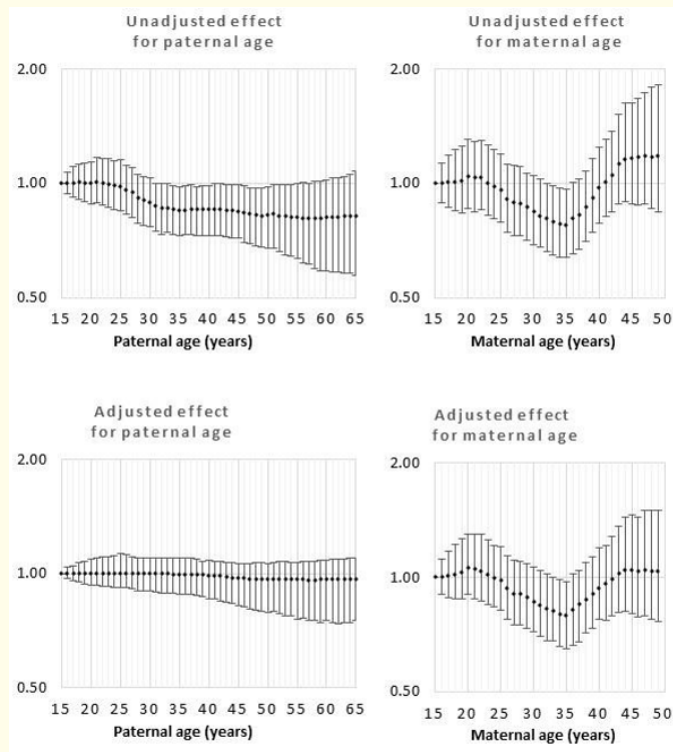 Unadjusted effect
for paternal age
2.00
1.00
0.50
15 20 25 30 35 40 45 50 55 60 65
Paternal age (years)
Unadjusted effect
for maternal age
2.00
1.00
0.50
15 20 25 30 35 40 45 50
Maternal age (years)
Adjusted effect
for paternal age
2.00
1.00
0.50
15 20 25 30 35 40 45 50 55 60 65
Paternal age (years)
Adjusted effect
for maternal age
2.00
1.00
0.50
15 20 25 30 35 40 45 50
Maternal age (years)